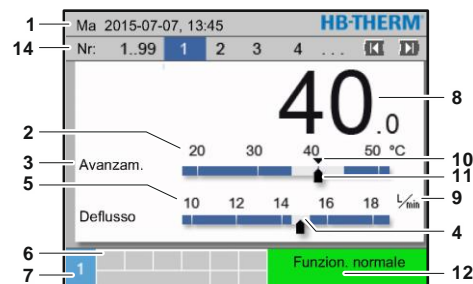 1 Ma 2015-07-07, 13:45 HB-THERM
14 Nr: 1..99 1 2 3 4 ...
40.0 8
2 20 30 40 50 °C 10
3 Avanzam. 11
5 10 12 14 16 18 L/min 9
Deflusso 4
6 Funzion. normale
7 1 12